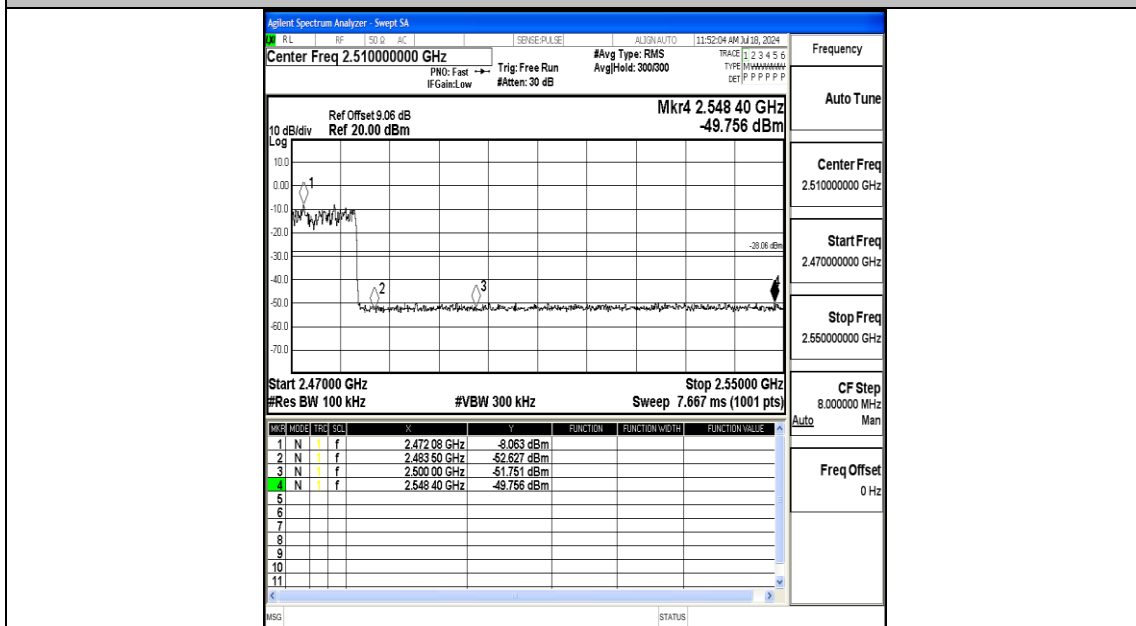 Agilent Spectrum Analyzer - Swept SA
LXI RL RF 50 Ω AC SENSE:PULSE ALIGN AUTO 11:52:04 AM Jul 18, 2024
Center Freq 2.510000000 GHz
PNO: Fast
IFGain:Low
Trig: Free Run
#Atten: 30 dB
#Avg Type: RMS
Avg|Hold: 300/300
TRACE 1 2 3 4 5 6
TYPE MWWWWW
DET P P P P P P
Mkr4 2.548 40 GHz
-49.756 dBm
Ref Offset 9.06 dB
10 dB/div Ref 20.00 dBm
Log
10.0
0.00
-10.0
-20.0
-30.0
-40.0
-50.0
-60.0
-70.0
1
2
3
-28.06 dBm
Start 2.47000 GHz Stop 2.55000 GHz
#Res BW 100 kHz #VBW 300 kHz Sweep 7.667 ms (1001 pts)
MKR MODE TRC SCL X Y FUNCTION FUNCTION WIDTH FUNCTION VALUE
1 N 1 f 2.472 08 GHz -8.063 dBm
2 N 1 f 2.483 50 GHz -52.627 dBm
3 N 1 f 2.500 00 GHz -51.751 dBm
4 N 1 f 2.548 40 GHz -49.756 dBm
5
6
7
8
9
10
11
MSG STATUS
Frequency
Auto Tune
Center Freq
2.510000000 GHz
Start Freq
2.470000000 GHz
Stop Freq
2.550000000 GHz
CF Step
8.000000 MHz
Auto Man
Freq Offset
0 Hz